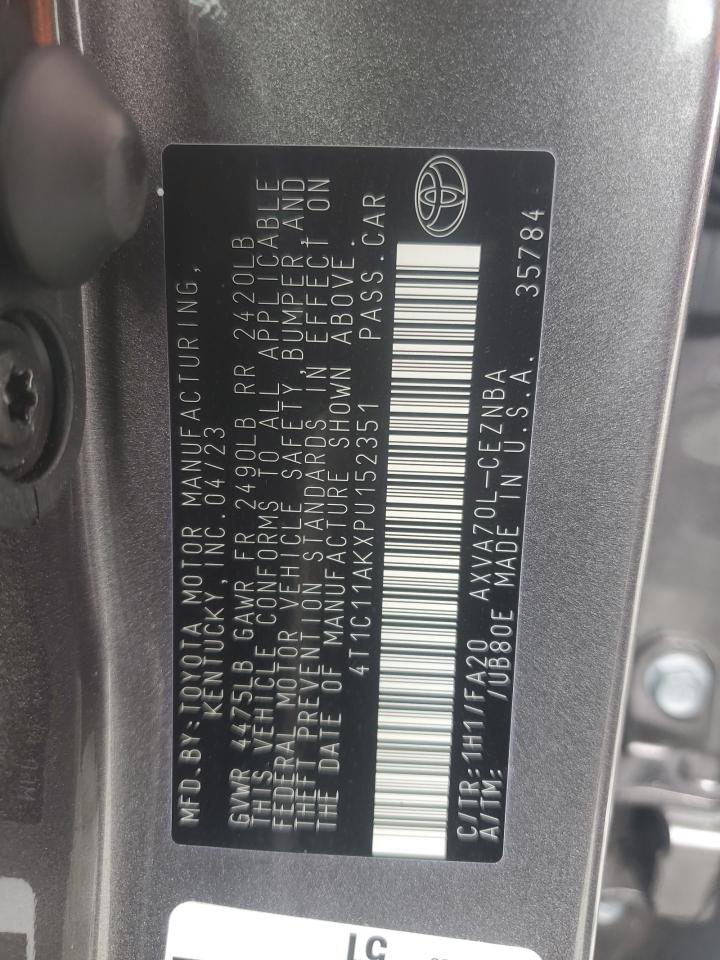 MFD.BY:TOYOTA MOTOR MANUFACTURING,
KENTUCKY,INC.04/23
GVWR 4475LB GAWR FR 2490LB RR 2420LB
THIS VEHICLE CONFORMS TO ALL APPLICABLE
FEDERAL MOTOR VEHICLE SAFETY,BUMPER AND
THEFT PREVENTION STANDARDS IN EFFECT ON
THE DATE OF MANUFACTURE SHOWN ABOVE.
4T1C11AKXPU152351 PASS.CAR
C/TR:1H1/FA20 AXVA70L-CEZNBA 35784
A/TM: /UB80E MADE IN U.S.A.
51